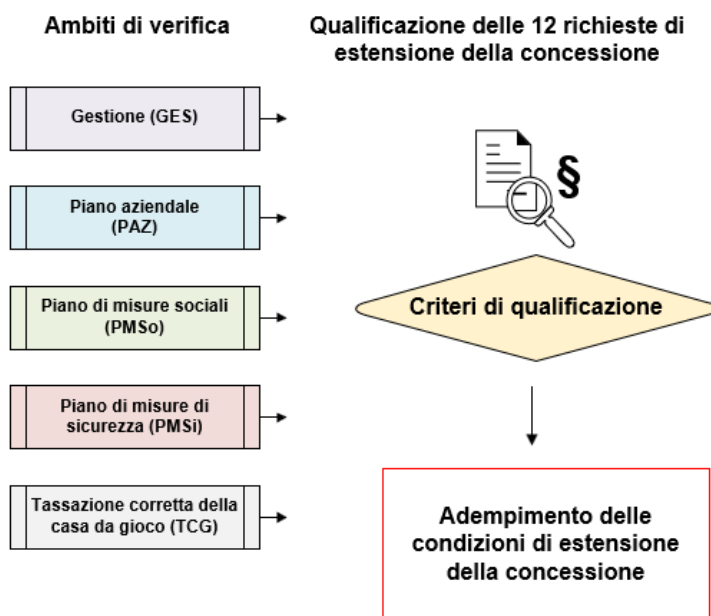 Ambiti di verifica
Qualificazione delle 12 richieste di
estensione della concessione
Gestione (GES)
Piano aziendale
(PAZ)
Piano di misure sociali
(PMSo)
Piano di misure di
sicurezza (PMSi)
Tassazione corretta della
casa da gioco (TCG)
§
Criteri di qualificazione
Adempimento delle
condizioni di estensione
della concessione